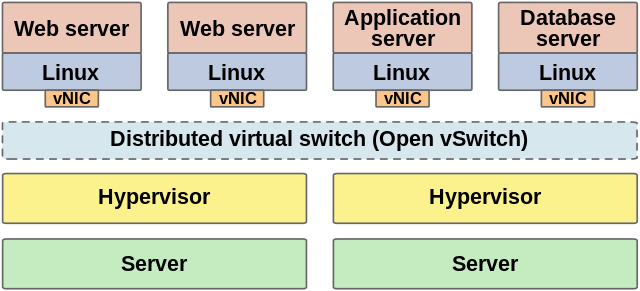 Web server
Web server
Application
server
Database
server
Linux
Linux
Linux
Linux
vNIC
vNIC
vNIC
vNIC
Distributed virtual switch (Open vSwitch)
Hypervisor
Hypervisor
Server
Server